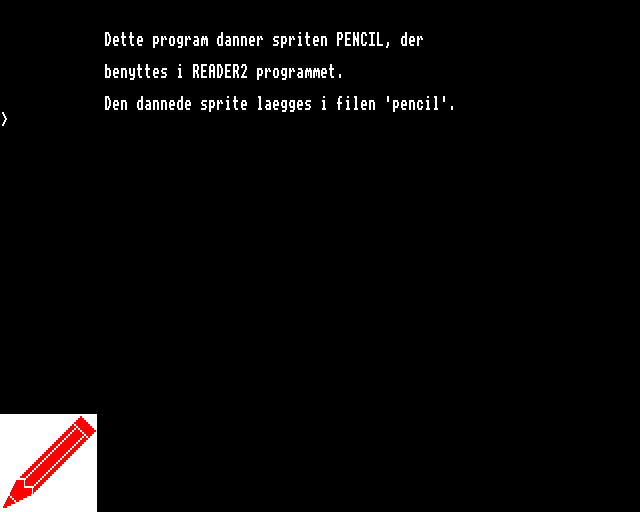 Dette program danner spriten PENCIL, der
benyttes i READER2 programmet.
Den dannede sprite laegges i filen 'pencil'.
>